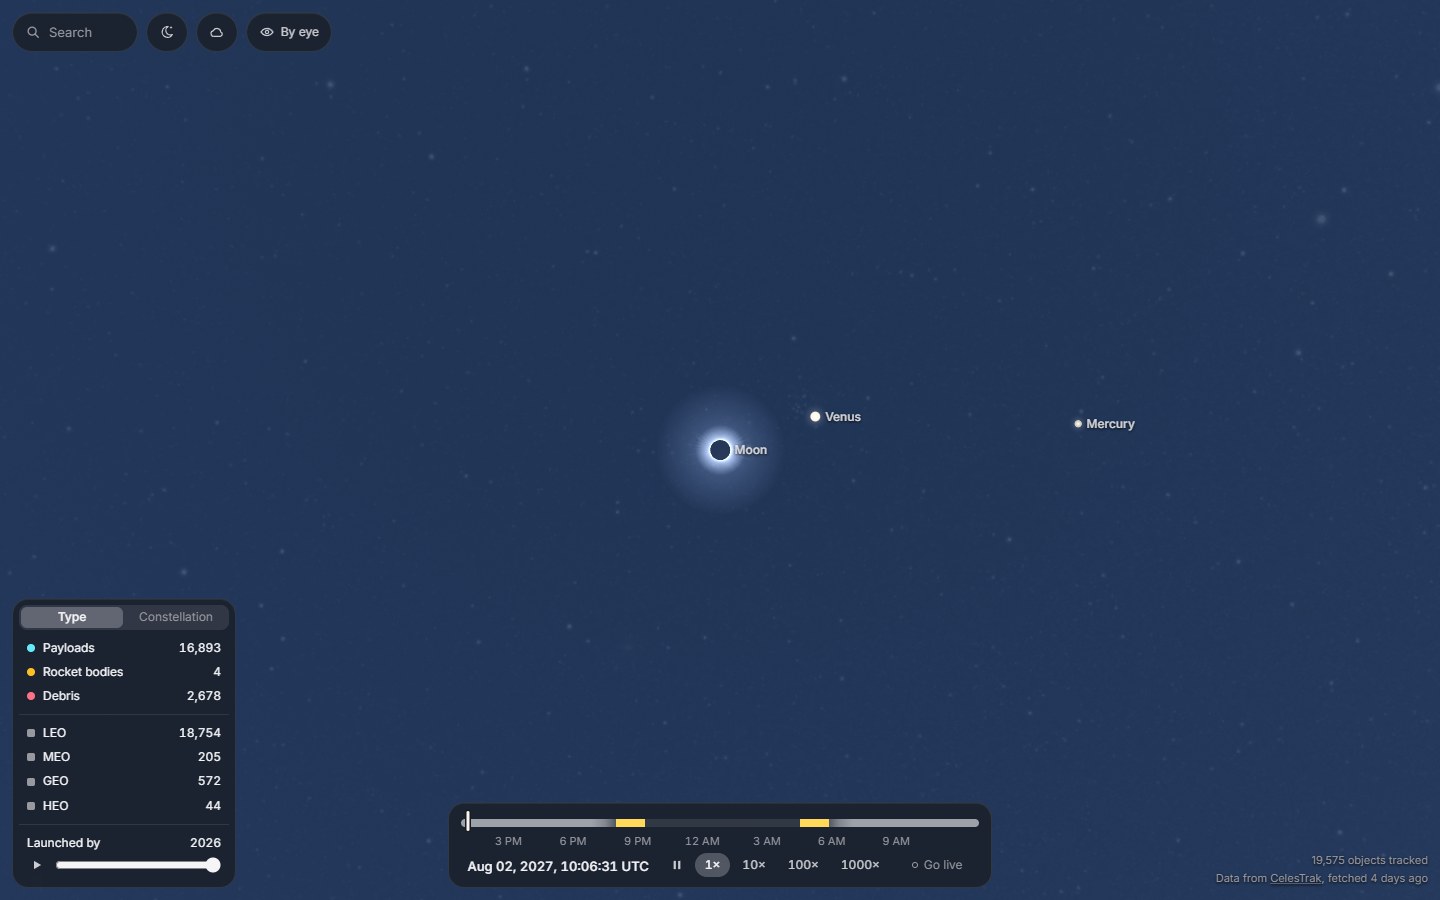 Search
By eye
Venus
Mercury
Moon
Type Constellation
Payloads 16,893
Rocket bodies 4
Debris 2,678
LEO 18,754
MEO 205
GEO 572
HEO 44
Launched by 2026
3 PM 6 PM 9 PM 12 AM 3 AM 6 AM 9 AM
Aug 02, 2027, 10:06:31 UTC 1× 10× 100× 1000× Go live
19,575 objects tracked
Data from CelesTrak, fetched 4 days ago